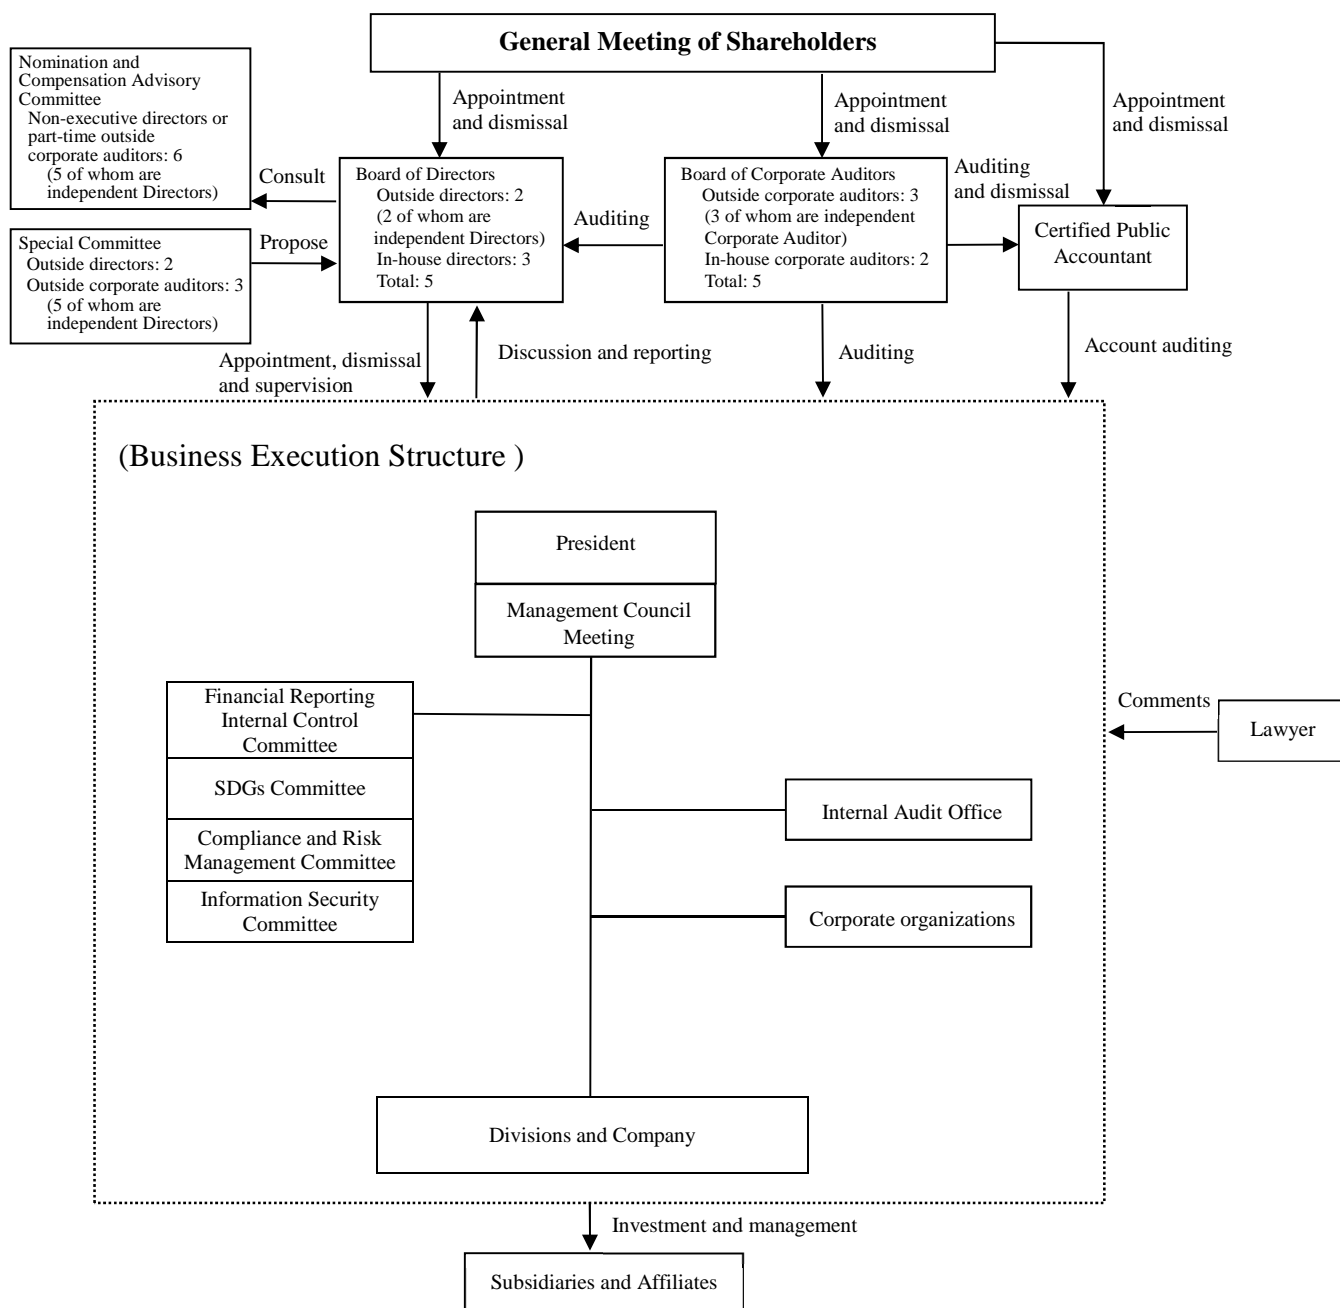 General Meeting of Shareholders
Nomination and
Compensation Advisory
Committee
Non-executive directors or
part-time outside
corporate auditors: 6
(5 of whom are
independent Directors)
Appointment
and dismissal
Appointment
and dismissal
Appointment
and dismissal
Consult
Board of Directors
Outside directors: 2
(2 of whom are
independent Directors)
In-house directors: 3
Total: 5
Auditing
Board of Corporate Auditors
Outside corporate auditors: 3
(3 of whom are independent
Corporate Auditor)
In-house corporate auditors: 2
Total: 5
Auditing
and dismissal
Certified Public
Accountant
Special Committee
Outside directors: 2
Outside corporate auditors: 3
(5 of whom are
independent Directors)
Propose
Appointment, dismissal
and supervision
Discussion and reporting
Auditing
Account auditing
(Business Execution Structure )
President
Management Council
Meeting
Financial Reporting
Internal Control
Committee
SDGs Committee
Compliance and Risk
Management Committee
Information Security
Committee
Comments
Lawyer
Internal Audit Office
Corporate organizations
Divisions and Company
Investment and management
Subsidiaries and Affiliates